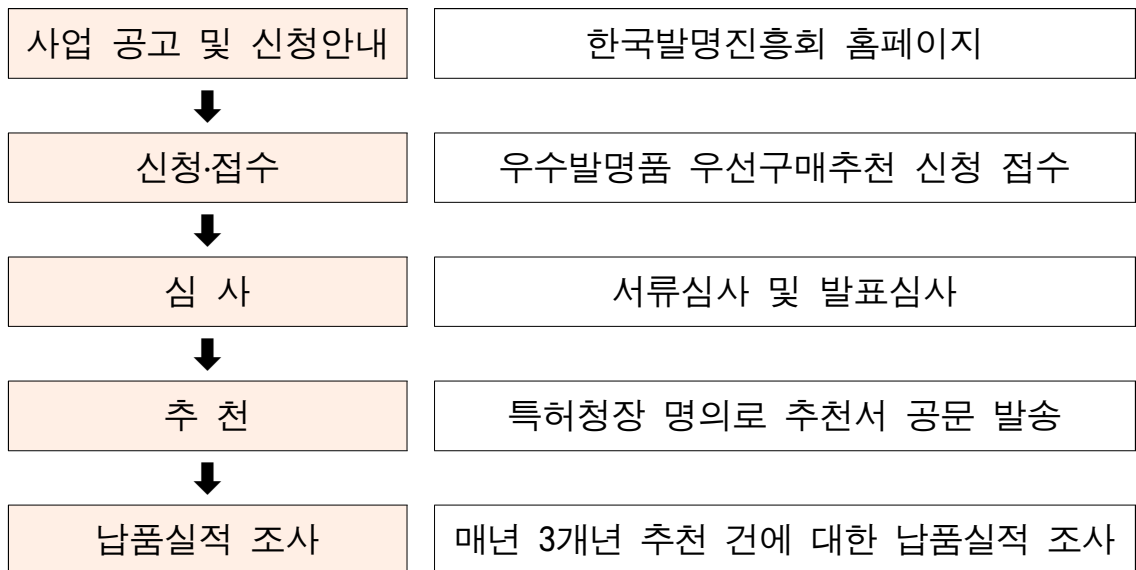 사업 공고 및 신청안내
한국발명진흥회 홈페이지
신청·접수
우수발명품 우선구매추천 신청 접수
심 사
서류심사 및 발표심사
추 천
특허청장 명의로 추천서 공문 발송
납품실적 조사
매년 3개년 추천 건에 대한 납품실적 조사